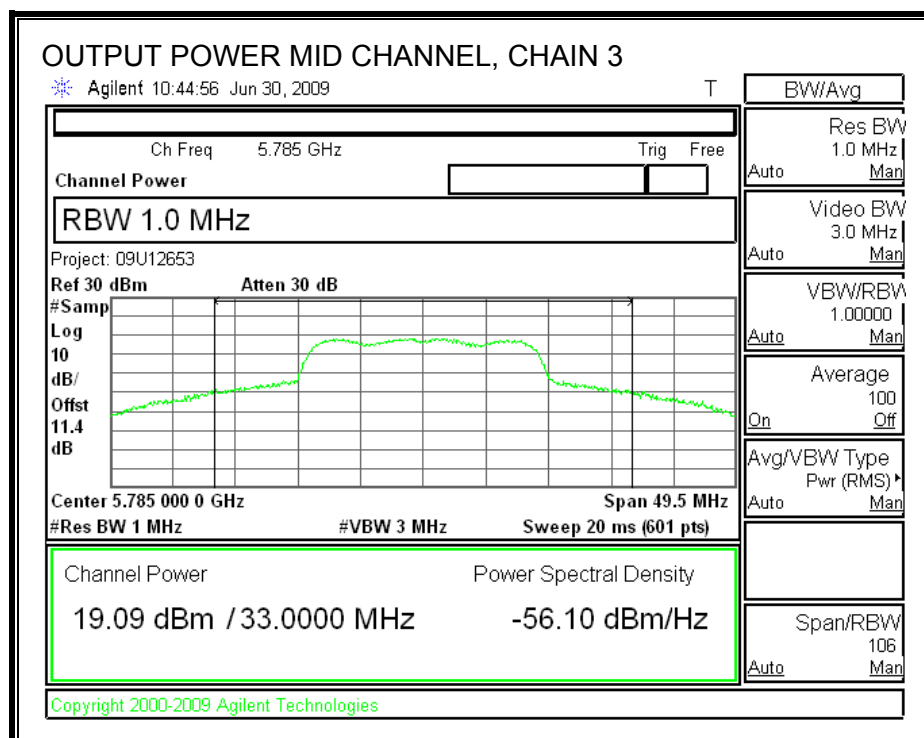 OUTPUT POWER MID CHANNEL, CHAIN 3
Agilent 10:44:56 Jun 30, 2009 T
Ch Freq 5.785 GHz Trig Free
Channel Power
RBW 1.0 MHz
Project: 09U12653
Ref 30 dBm Atten 30 dB
#Samp
Log
10
dB/
Offst
11.4
dB
Center 5.785 000 0 GHz Span 49.5 MHz
#Res BW 1 MHz #VBW 3 MHz Sweep 20 ms (601 pts)
Channel Power Power Spectral Density
19.09 dBm / 33.0000 MHz -56.10 dBm/Hz
Copyright 2000-2009 Agilent Technologies
BW/Avg
Res BW
1.0 MHz
Auto Man
Video BW
3.0 MHz
Auto Man
VBW/RBW
1.00000
Auto Man
Average
100
On Off
Avg/VBW Type
Pwr (RMS)
Auto Man
Span/RBW
106
Auto Man